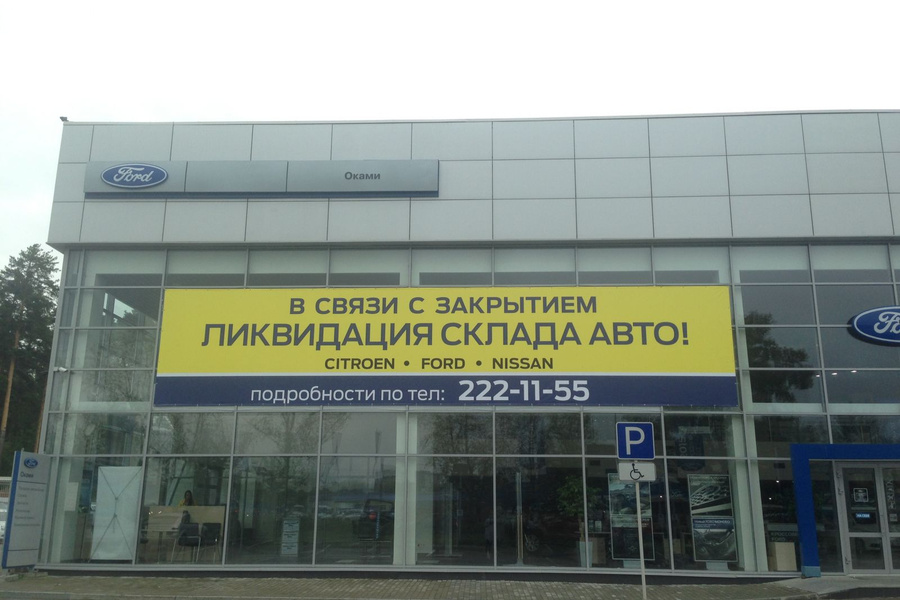 Ford
Оками
В СВЯЗИ С ЗАКРЫТИЕМ
ЛИКВИДАЦИЯ СКЛАДА АВТО!
CITROEN • FORD • NISSAN
подробности по тел: 222-11-55
P